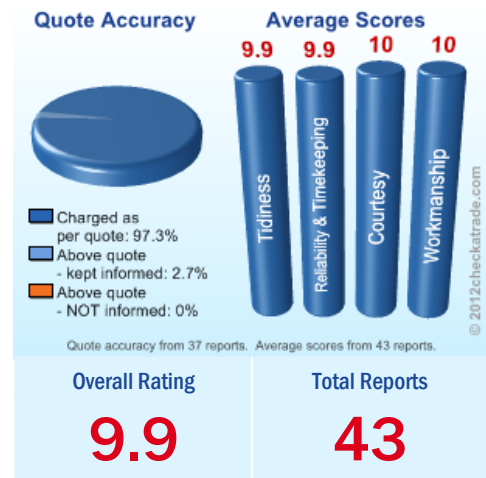 Quote Accuracy
Average Scores
9.9
9.9
10
10
Tidiness
Reliability & Timekeeping
Courtesy
Workmanship
Charged as
per quote: 97.3%
Above quote
- kept informed: 2.7%
Above quote
- NOT informed: 0%
© 2012checkatrade.com
Quote accuracy from 37 reports. Average scores from 43 reports.
Overall Rating
9.9
Total Reports
43